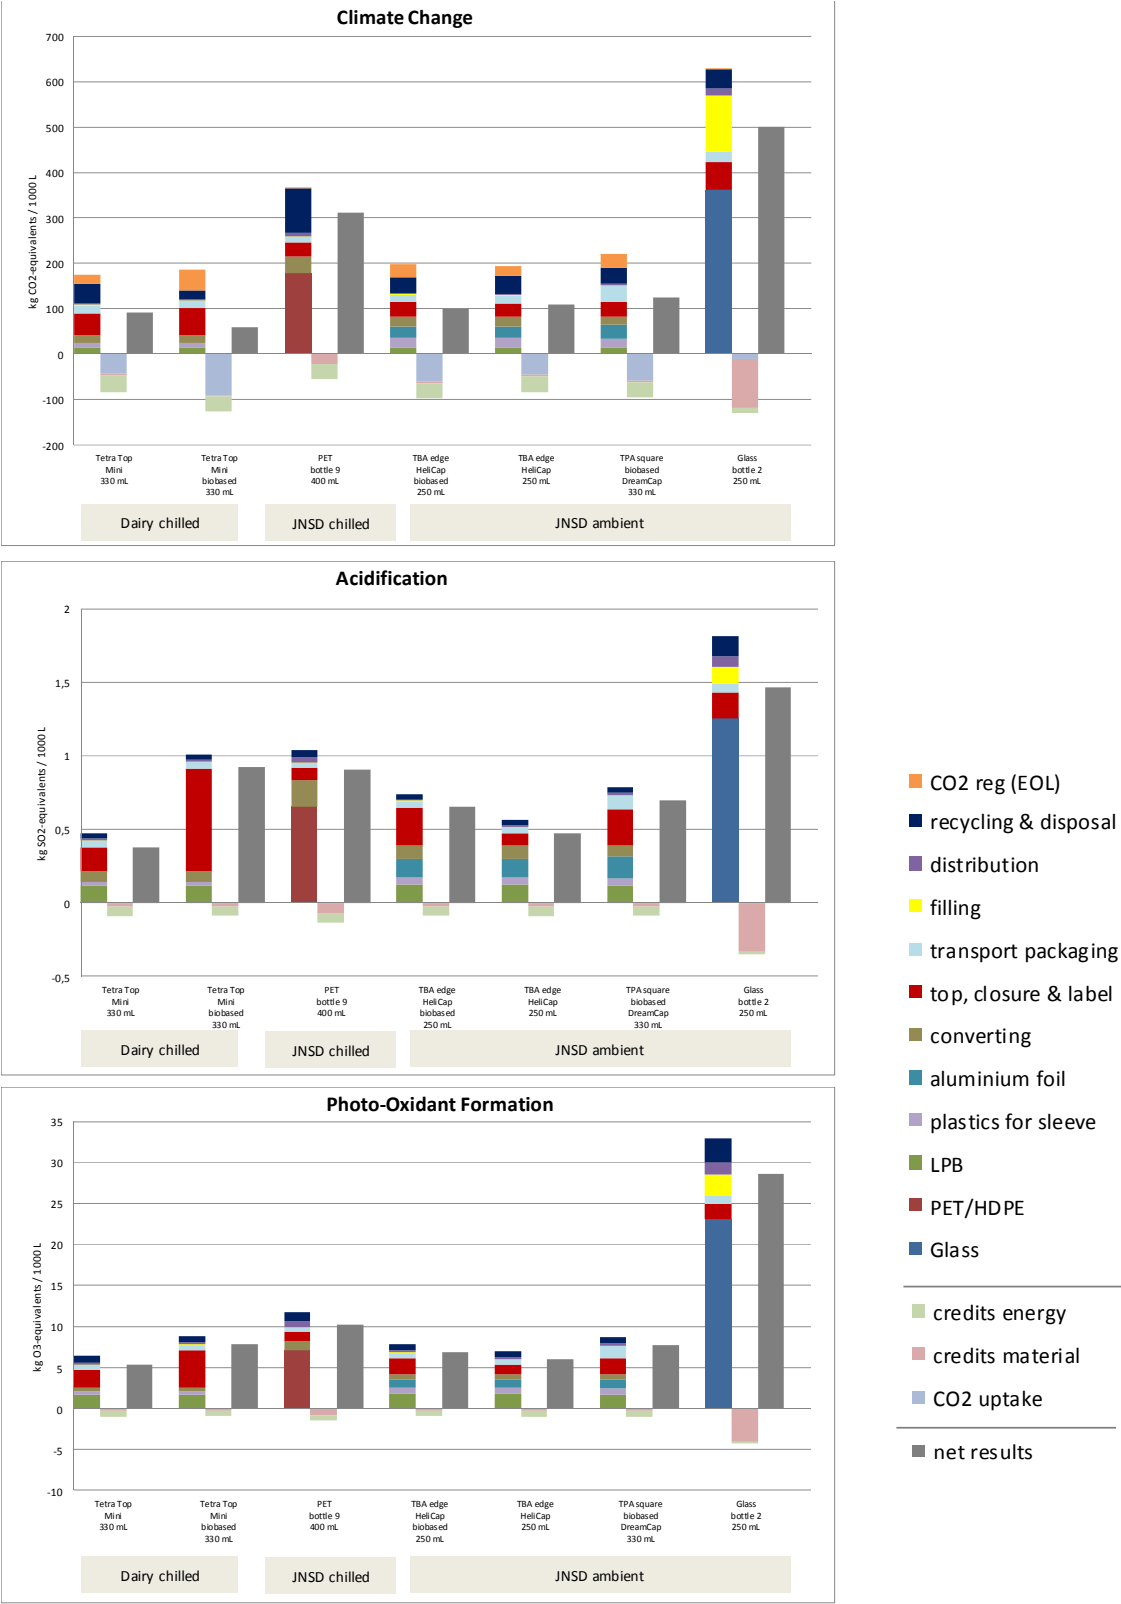 Climate Change
700
600
500
400
300
200
100
0
-100
-200
kg CO2-equivalents / 1000 L
Tetra Top Mini 330 mL
Tetra Top Mini biobased 330 mL
PET bottle 9 400 mL
TBA edge HeliCap biobased 250 mL
TBA edge HeliCap 250 mL
TPA square biobased DreamCap 330 mL
Glass bottle 2 250 mL
Dairy chilled
JNSD chilled
JNSD ambient
Acidification
2
1,5
1
0,5
0
-0,5
kg SO2-equivalents / 1000 L
Tetra Top Mini 330 mL
Tetra Top Mini biobased 330 mL
PET bottle 9 400 mL
TBA edge HeliCap biobased 250 mL
TBA edge HeliCap 250 mL
TPA square biobased DreamCap 330 mL
Glass bottle 2 250 mL
Dairy chilled
JNSD chilled
JNSD ambient
Photo-Oxidant Formation
35
30
25
20
15
10
5
0
-5
-10
kg O3-equivalents / 1000 L
Tetra Top Mini 330 mL
Tetra Top Mini biobased 330 mL
PET bottle 9 400 mL
TBA edge HeliCap biobased 250 mL
TBA edge HeliCap 250 mL
TPA square biobased DreamCap 330 mL
Glass bottle 2 250 mL
Dairy chilled
JNSD chilled
JNSD ambient
CO2 reg (EOL)
recycling & disposal
distribution
filling
transport packaging
top, closure & label
converting
aluminium foil
plastics for sleeve
LPB
PET/HDPE
Glass
credits energy
credits material
CO2 uptake
net results